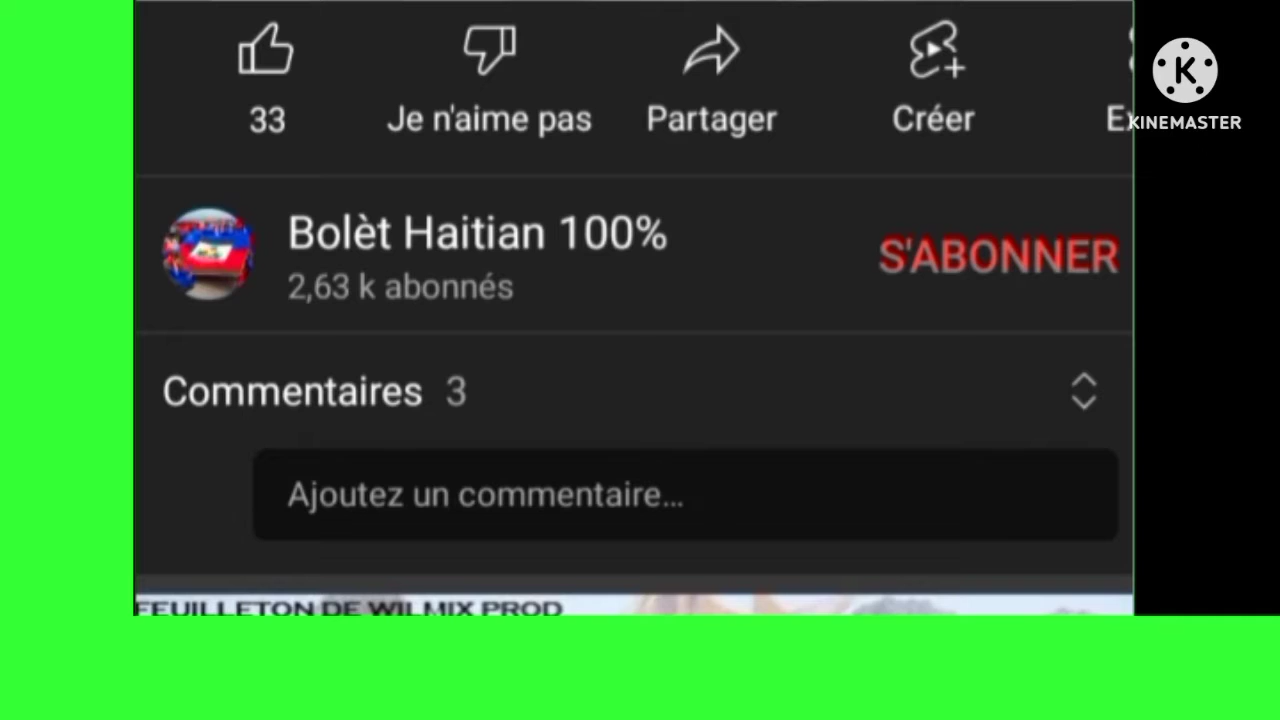 33
Je n'aime pas
Partager
Créer
KINEMASTER
Bolèt Haitian 100%
2,63 k abonnés
S'ABONNER
Commentaires 3
Ajoutez un commentaire...
FEUILLETON DE WILMIX PROD